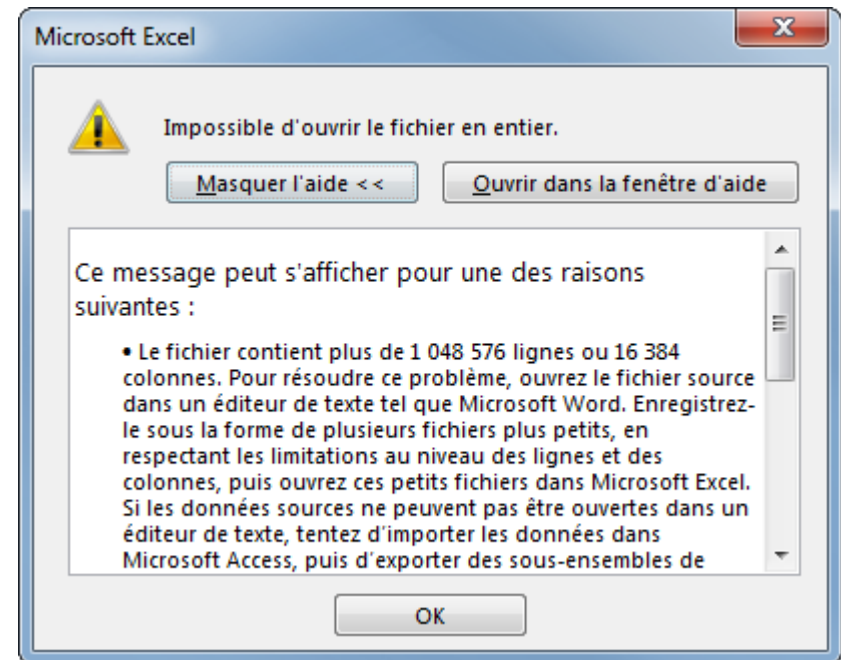 Microsoft Excel
Impossible d'ouvrir le fichier en entier.
Masquer l'aide <<
Ouvrir dans la fenêtre d'aide
Ce message peut s'afficher pour une des raisons
suivantes :
• Le fichier contient plus de 1 048 576 lignes ou 16 384
colonnes. Pour résoudre ce problème, ouvrez le fichier source
dans un éditeur de texte tel que Microsoft Word. Enregistrez-
le sous la forme de plusieurs fichiers plus petits, en
respectant les limitations au niveau des lignes et des
colonnes, puis ouvrez ces petits fichiers dans Microsoft Excel.
Si les données sources ne peuvent pas être ouvertes dans un
éditeur de texte, tentez d'importer les données dans
Microsoft Access, puis d'exporter des sous-ensembles de
OK